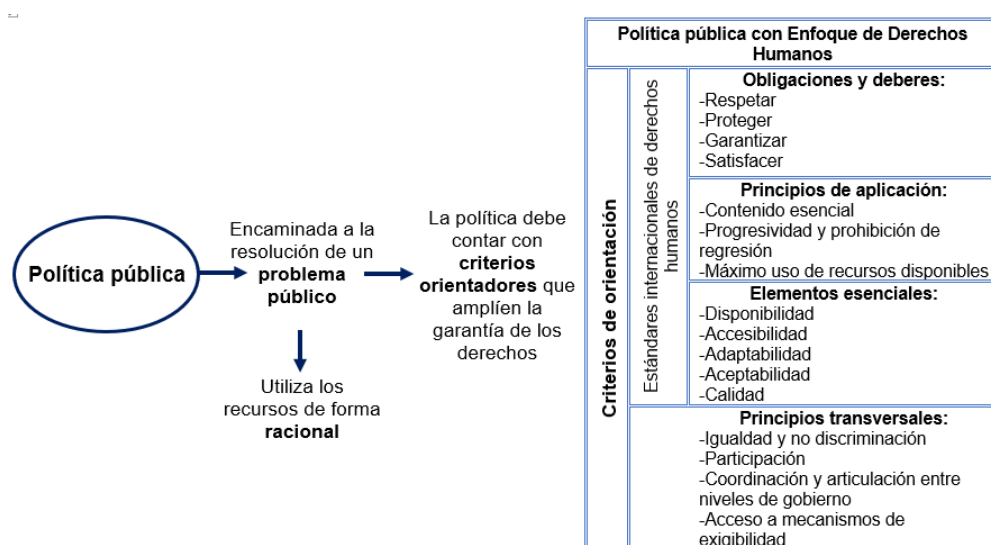 Política pública
Encaminada a la
resolución de un
problema
público
Utiliza los
recursos de forma
racional
La política debe
contar con
criterios
orientadores que
amplíen la
garantía de los
derechos
Política pública con Enfoque de Derechos
Humanos
Criterios de orientación
Estándares internacionales de derechos
humanos
Obligaciones y deberes:
-Respetar
-Proteger
-Garantizar
-Satisfacer
Principios de aplicación:
-Contenido esencial
-Progresividad y prohibición de
regresión
-Máximo uso de recursos disponibles
Elementos esenciales:
-Disponibilidad
-Accesibilidad
-Adaptabilidad
-Aceptabilidad
-Calidad
Principios transversales:
-Igualdad y no discriminación
-Participación
-Coordinación y articulación entre
niveles de gobierno
-Acceso a mecanismos de
exigibilidad